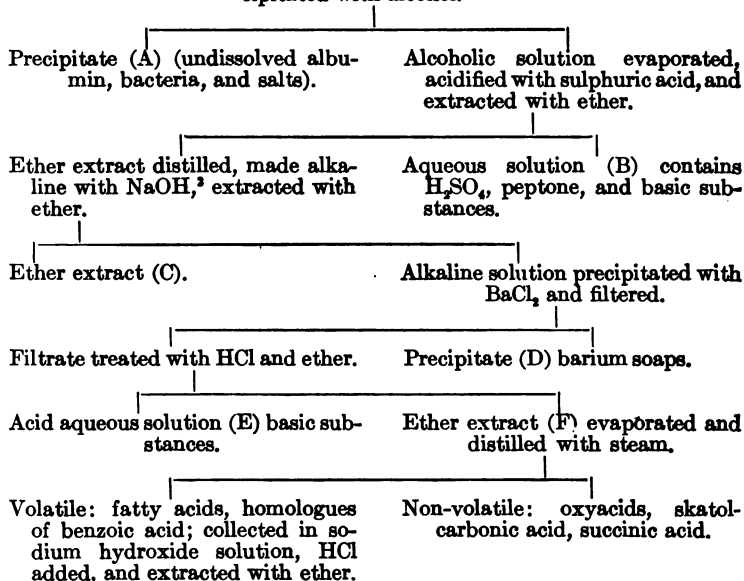 Precipitate (A) (undissolved albu-
min, bacteria, and salts).
Alcoholic solution evaporated,
acidified with sulphuric acid, and
extracted with ether.
Ether extract distilled, made alka-
line with NaOH,² extracted with
ether.
Aqueous solution (B) contains
H₂SO₄, peptone, and basic sub-
stances.
Ether extract (C).
Alkaline solution precipitated with
BaCl₂ and filtered.
Filtrate treated with HCl and ether.
Precipitate (D) barium soaps.
Acid aqueous solution (E) basic sub-
stances.
Ether extract (F) evaporated and
distilled with steam.
Volatile: fatty acids, homologues
of benzoic acid; collected in so-
dium hydroxide solution, HCl
added, and extracted with ether.
Non-volatile: oxyacids, skatol-
carbonic acid, succinic acid.